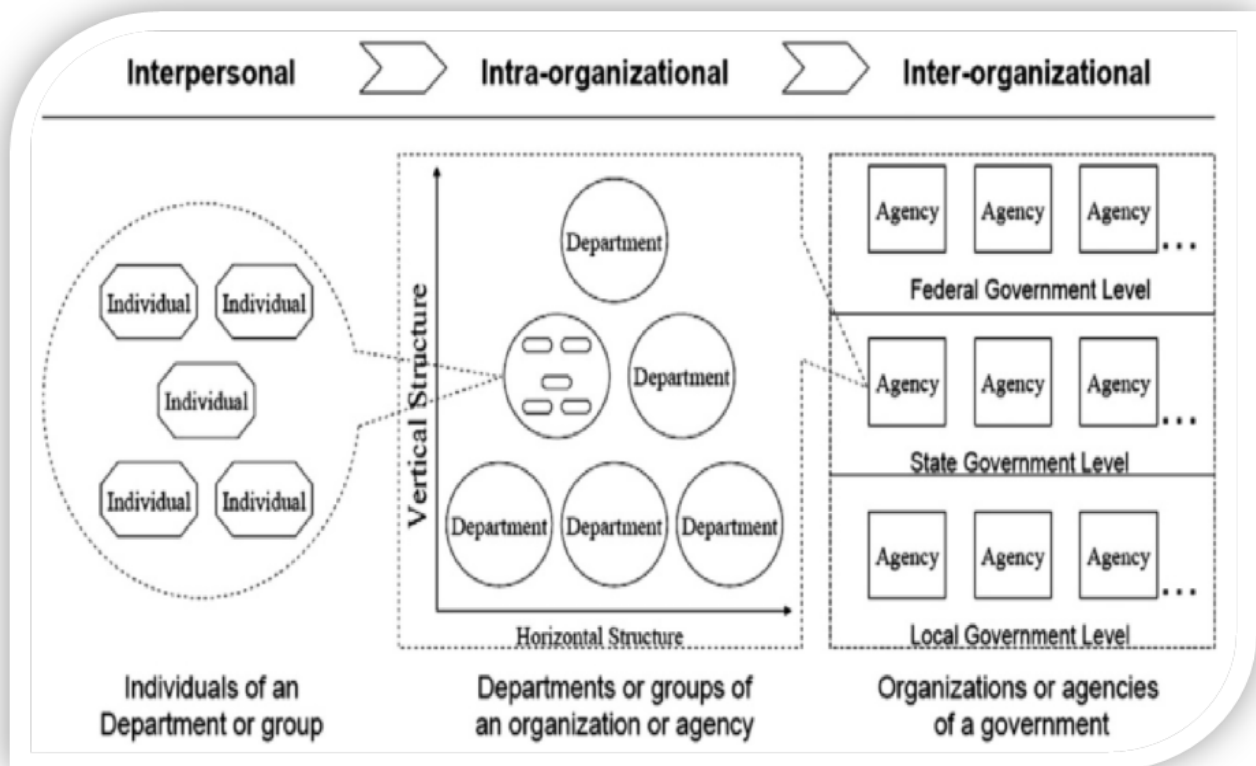 Interpersonal
Intra-organizational
Inter-organizational
Individual
Individual
Individual
Individual
Individual
Individuals of an
Department or group
Vertical Structure
Department
Department
Department
Department
Department
Horizontal Structure
Departments or groups of
an organization or agency
Agency
Agency
Agency
...
Federal Government Level
Agency
Agency
Agency
...
State Government Level
Agency
Agency
Agency
...
Local Government Level
Organizations or agencies
of a government